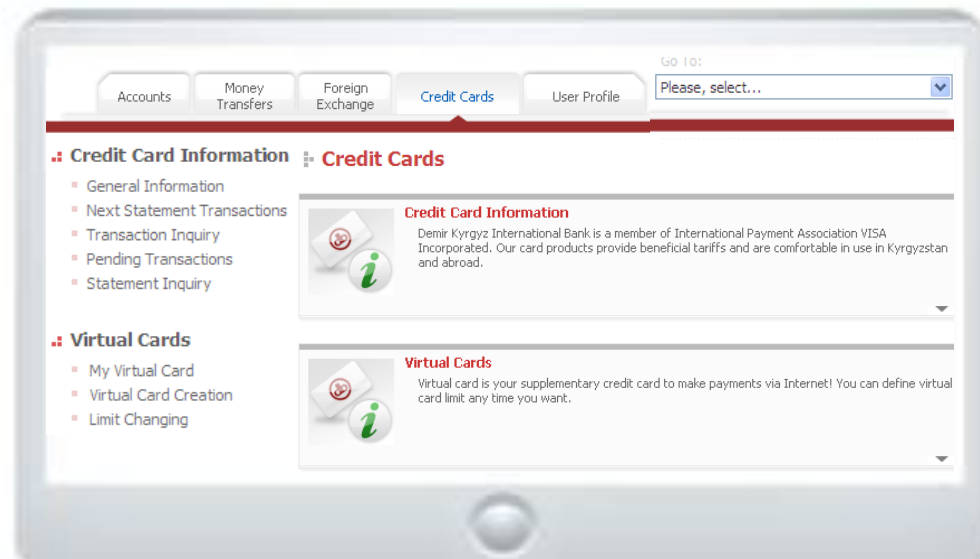 Go To:
Accounts
Money
Transfers
Foreign
Exchange
Credit Cards
User Profile
Please, select...
Credit Card Information
General Information
Next Statement Transactions
Transaction Inquiry
Pending Transactions
Statement Inquiry
Virtual Cards
My Virtual Card
Virtual Card Creation
Limit Changing
Credit Cards
Credit Card Information
Demir Kyrgyz International Bank is a member of International Payment Association VISA
Incorporated. Our card products provide beneficial tariffs and are comfortable in use in Kyrgyzstan
and abroad.
Virtual Cards
Virtual card is your supplementary credit card to make payments via Internet! You can define virtual
card limit any time you want.